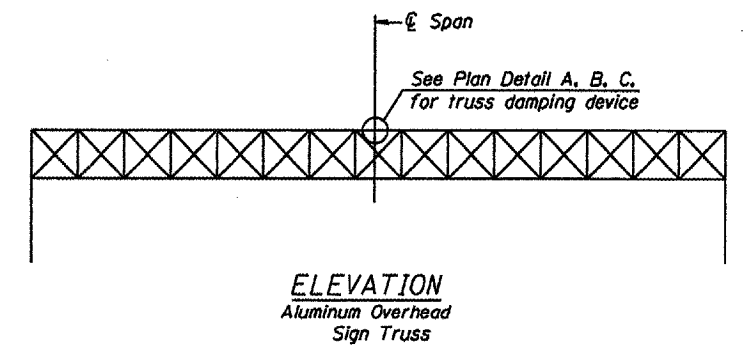 ℄ Span
See Plan Detail A, B, C,
for truss damping device
ELEVATION
Aluminum Overhead
Sign Truss